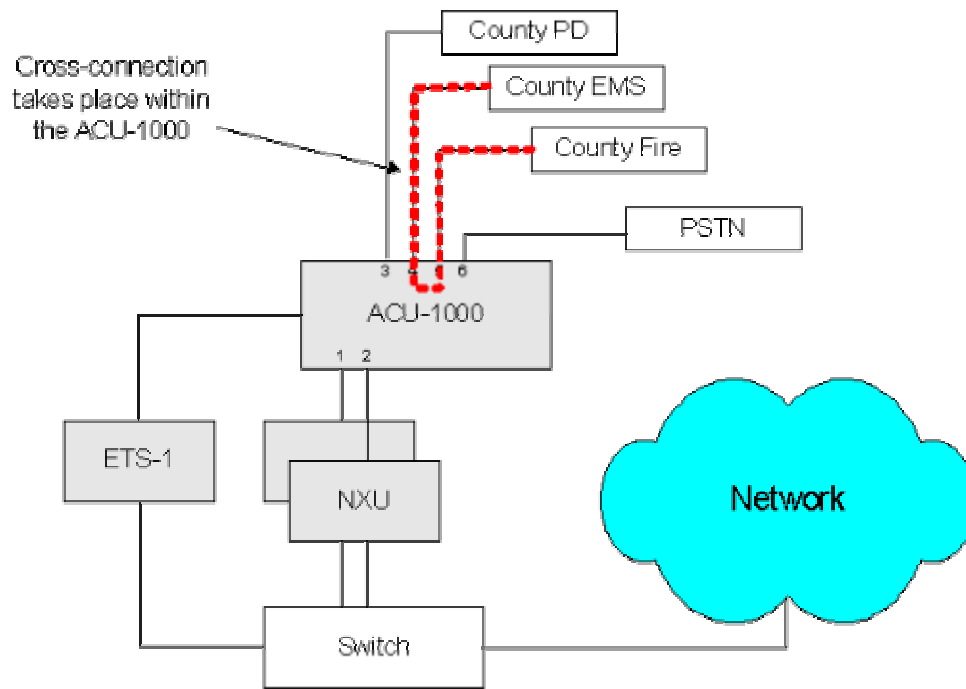 County PD
Cross-connection
takes place within
the ACU-1000
County EMS
County Fire
PSTN
3 4 5 6
ACU-1000
1 2
ETS-1
NXU
Network
Switch